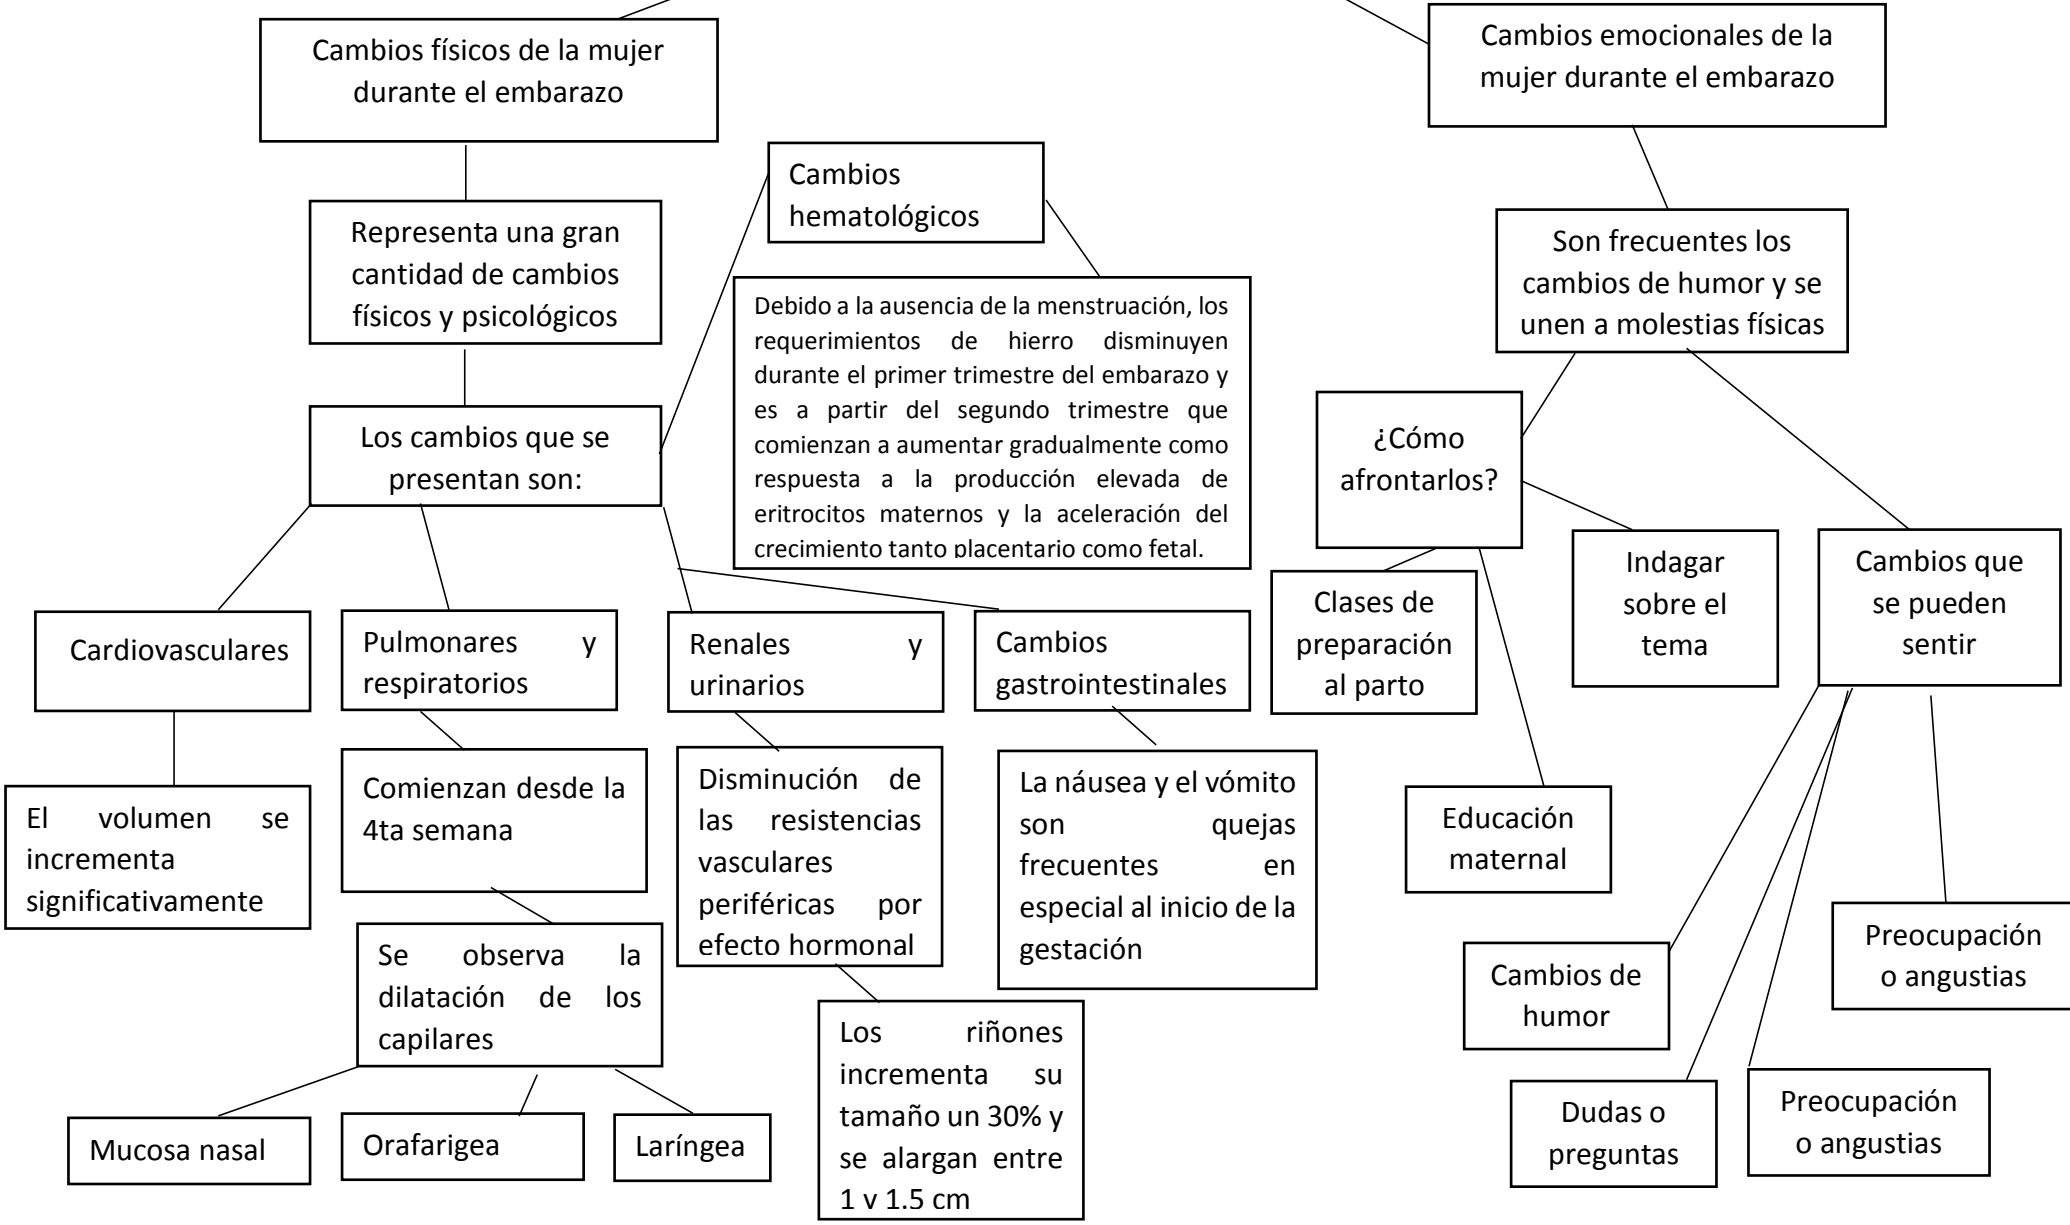 Cambios físicos de la mujer
durante el embarazo
Cambios emocionales de la
mujer durante el embarazo
Cambios
hematológicos
Representa una gran
cantidad de cambios
físicos y psicológicos
Son frecuentes los
cambios de humor y se
unen a molestias físicas
Debido a la ausencia de la menstruación, los
requerimientos de hierro disminuyen
durante el primer trimestre del embarazo y
es a partir del segundo trimestre que
comienzan a aumentar gradualmente como
respuesta a la producción elevada de
eritrocitos maternos y la aceleración del
crecimiento tanto placentario como fetal.
Los cambios que se
presentan son:
¿Cómo
afrontarlos?
Indagar
sobre el
tema
Cambios que
se pueden
sentir
Clases de
preparación
al parto
Cardiovasculares
Pulmonares y
respiratorios
Renales y
urinarios
Cambios
gastrointestinales
El volumen se
incrementa
significativamente
Comienzan desde la
4ta semana
Disminución de
las resistencias
vasculares
periféricas por
efecto hormonal
La náusea y el vómito
son quejas
frecuentes en
especial al inicio de la
gestación
Educación
maternal
Se observa la
dilatación de los
capilares
Cambios de
humor
Preocupación
o angustias
Los riñones
incrementa su
tamaño un 30% y
se alargan entre
1 y 1.5 cm
Dudas o
preguntas
Preocupación
o angustias
Mucosa nasal
Orafarigea
Laríngea